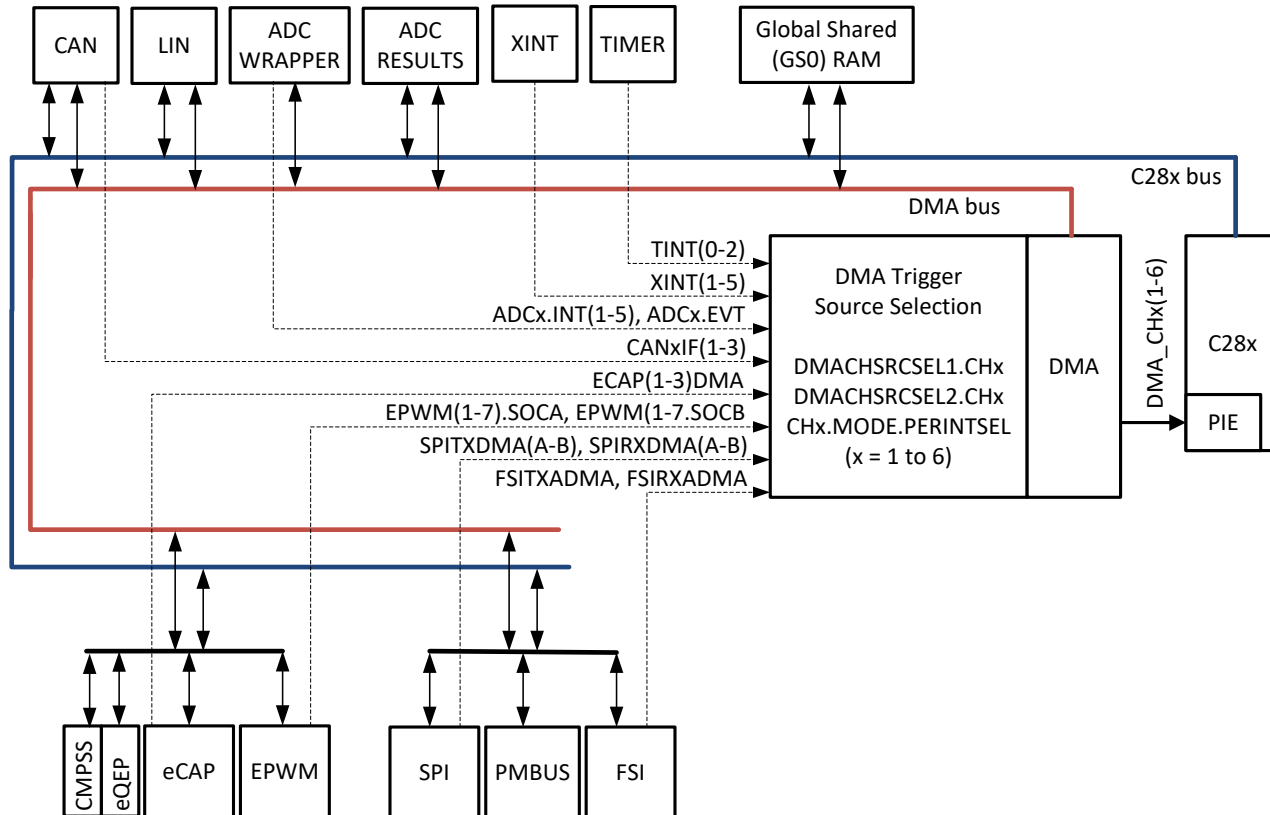 CAN
LIN
ADC
WRAPPER
ADC
RESULTS
XINT
TIMER
Global Shared
(GS0) RAM
C28x bus
DMA bus
TINT(0-2)
XINT(1-5)
ADCx.INT(1-5), ADCx.EVT
CANxIF(1-3)
ECAP(1-3)DMA
EPWM(1-7).SOCA, EPWM(1-7.SOCB
SPITXDMA(A-B), SPIRXDMA(A-B)
FSITXADMA, FSIRXADMA
DMA Trigger
Source Selection
DMACHSRCSEL1.CHx
DMACHSRCSEL2.CHx
CHx.MODE.PERINTSEL
(x = 1 to 6)
DMA
DMA_CHx(1-6)
C28x
PIE
CMPSS
eQEP
eCAP
EPWM
SPI
PMBUS
FSI